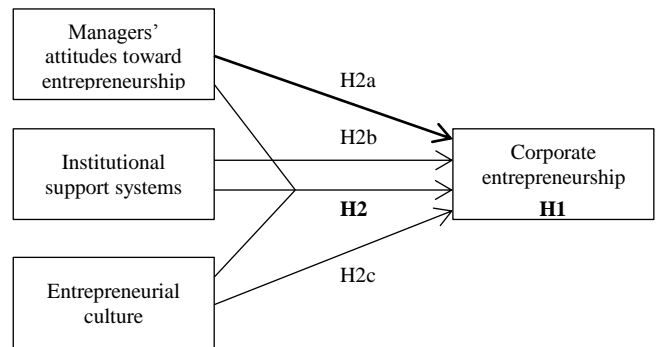 Managers’
attitudes toward
entrepreneurship
H2a
H2b
Institutional
support systems
Corporate
entrepreneurship
H2
H1
H2c
Entrepreneurial
culture